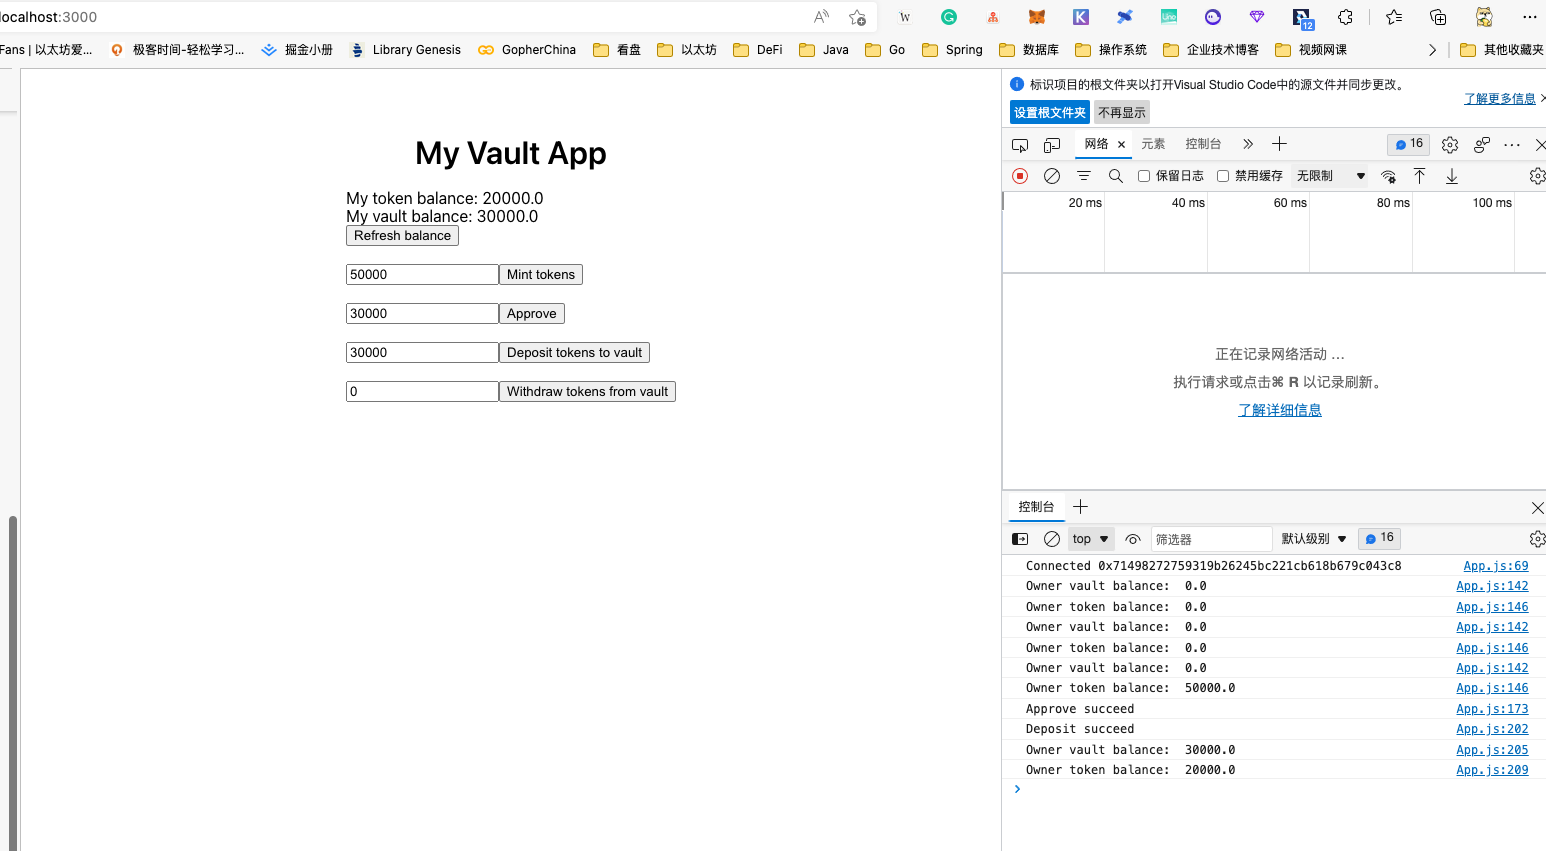 localhost:3000
12
Fans | 以太坊爱... 极客时间-轻松学习... 掘金小册 Library Genesis GopherChina 看盘 以太坊 DeFi Java Go Spring 数据库 操作系统 企业技术博客 视频网课 其他收藏夹
标识项目的根文件夹以打开Visual Studio Code中的源文件并同步更改。
了解更多信息
设置根文件夹 不再显示
网络 元素 控制台 16
保留日志 禁用缓存 无限制
20 ms 40 ms 60 ms 80 ms 100 ms
My Vault App
My token balance: 20000.0
My vault balance: 30000.0
Refresh balance
50000 Mint tokens
30000 Approve
30000 Deposit tokens to vault
0 Withdraw tokens from vault
正在记录网络活动 ...
执行请求或点击⌘ R 以记录刷新。
了解详细信息
控制台
top 筛选器 默认级别 16
Connected 0x71498272759319b26245bc221cb618b679c043c8 App.js:69
Owner vault balance: 0.0 App.js:142
Owner token balance: 0.0 App.js:146
Owner vault balance: 0.0 App.js:142
Owner token balance: 0.0 App.js:146
Owner vault balance: 0.0 App.js:142
Owner token balance: 50000.0 App.js:146
Approve succeed App.js:173
Deposit succeed App.js:202
Owner vault balance: 30000.0 App.js:205
Owner token balance: 20000.0 App.js:209